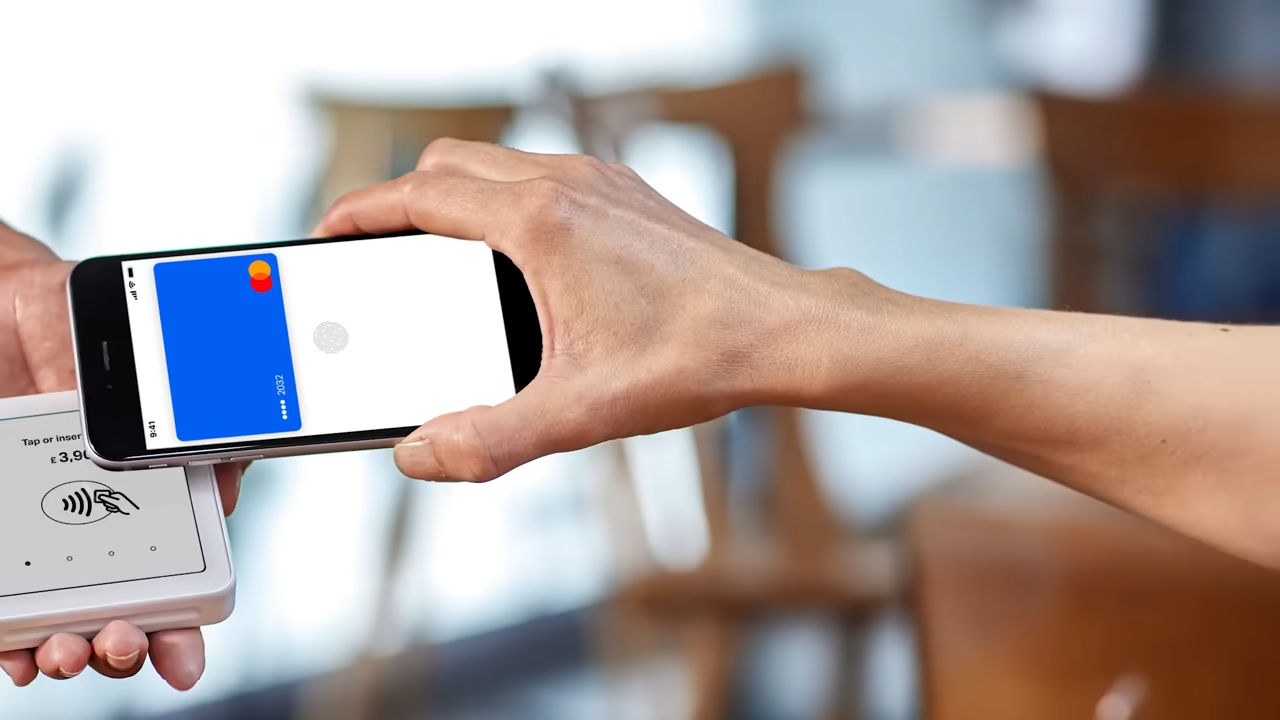 Tap or inser
£3,9
•••• 2032
9:41